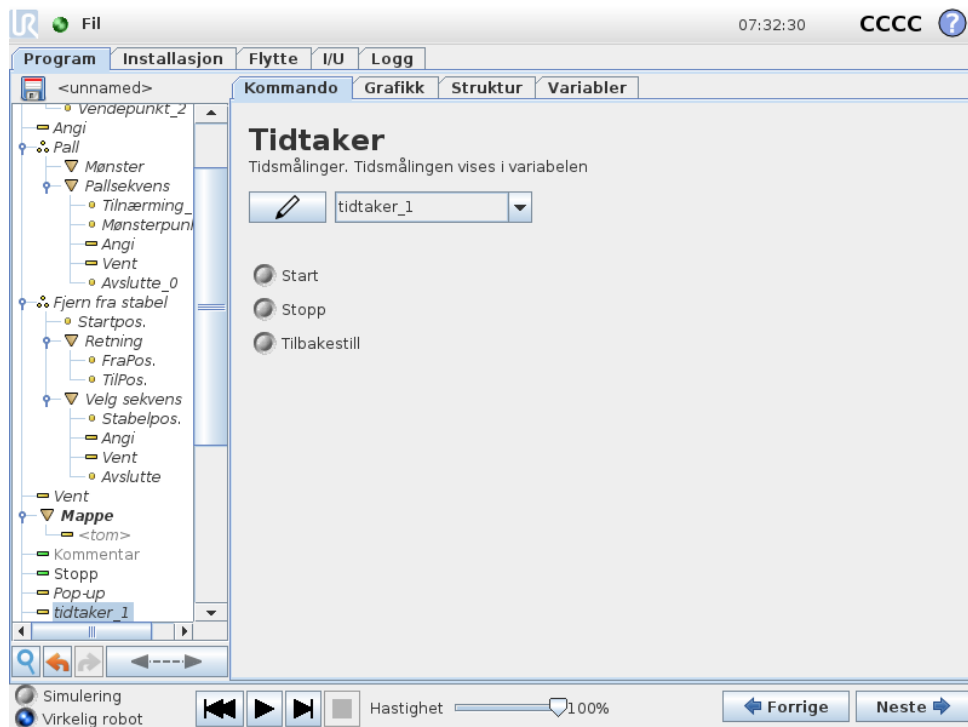 UR Fil 07:32:30 CCCC ?
Program Installasjon Flytte I/U Logg
<unnamed>
Kommando Grafikk Struktur Variabler
Vendepunkt_2
Angi
Pall
Mønster
Pallsekvens
Tilnærming_
Mønsterpunk
Angi
Vent
Avslutte_0
Fjern fra stabel
Startpos.
Retning
FraPos.
TilPos.
Velg sekvens
Stabelpos.
Angi
Vent
Avslutte
Vent
Mappe
<tom>
Kommentar
Stopp
Pop-up
tidtaker_1
Tidtaker
Tidsmålinger. Tidsmålingen vises i variabelen
tidtaker_1
Start
Stopp
Tilbakestill
Simulering
Virkelig robot
Hastighet 100%
Forrige Neste